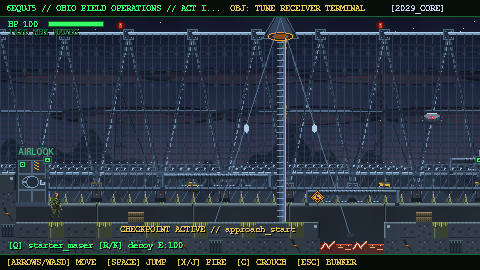 6EQUJ5 // OHIO FIELD OPERATIONS // ACT I... OBJ: TUNE RECEIVER TERMINAL [2029_CORE]
HP 100
AIRLOCK
CHECKPOINT ACTIVE // approach_start
[Q] starter_maser [R/K] decoy E:100
[ARROWS/WASD] MOVE [SPACE] JUMP [X/J] FIRE [C] CROUCH [ESC] BUNKER